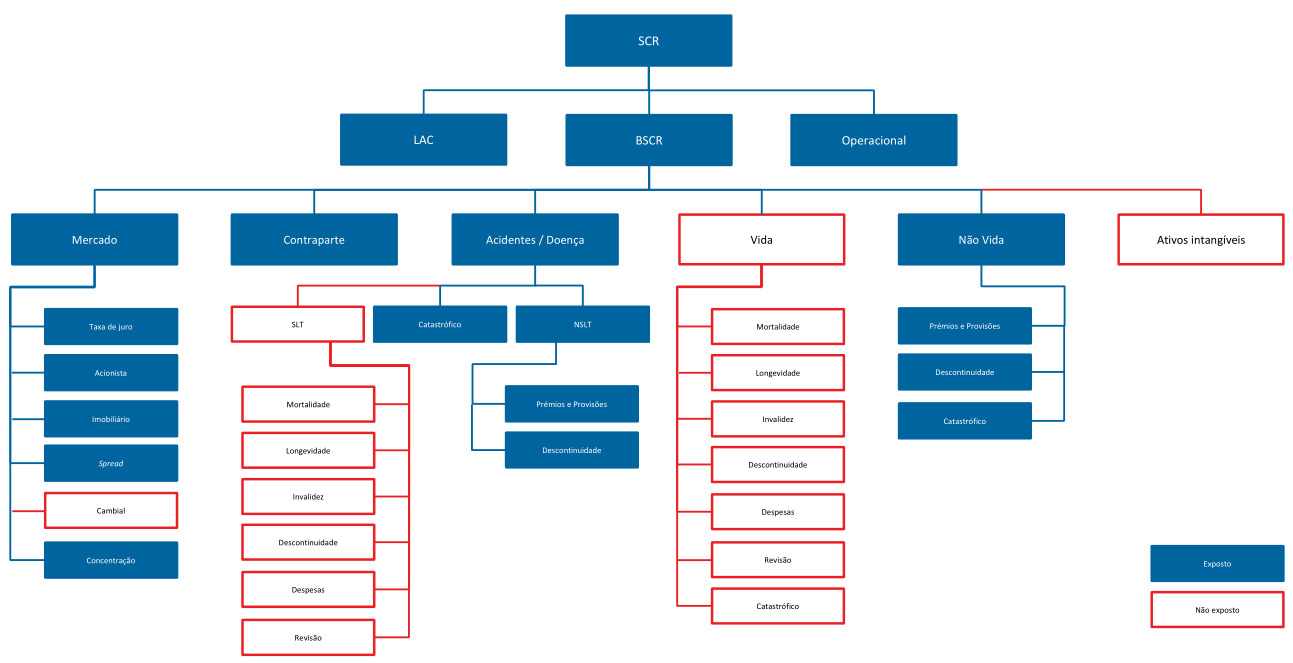 SCR
LAC
BSCR
Operacional
Mercado
Contraparte
Acidentes / Doença
Vida
Não Vida
Ativos intangíveis
Taxa de juro
Acionista
Imobiliário
Spread
Cambial
Concentração
SLT
Catastrófico
NSLT
Mortalidade
Longevidade
Invalidez
Descontinuidade
Despesas
Revisão
Prémios e Provisões
Descontinuidade
Mortalidade
Longevidade
Invalidez
Descontinuidade
Despesas
Revisão
Catastrófico
Prémios e Provisões
Descontinuidade
Catastrófico
Exposto
Não exposto